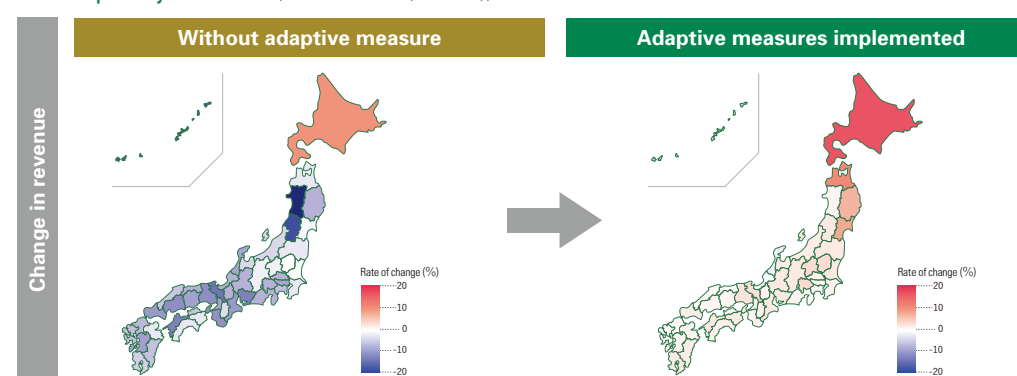 Without adaptive measure
Adaptive measures implemented
Change in revenue
Rate of change (%)
20
10
0
-10
-20
Rate of change (%)
20
10
0
-10
-20